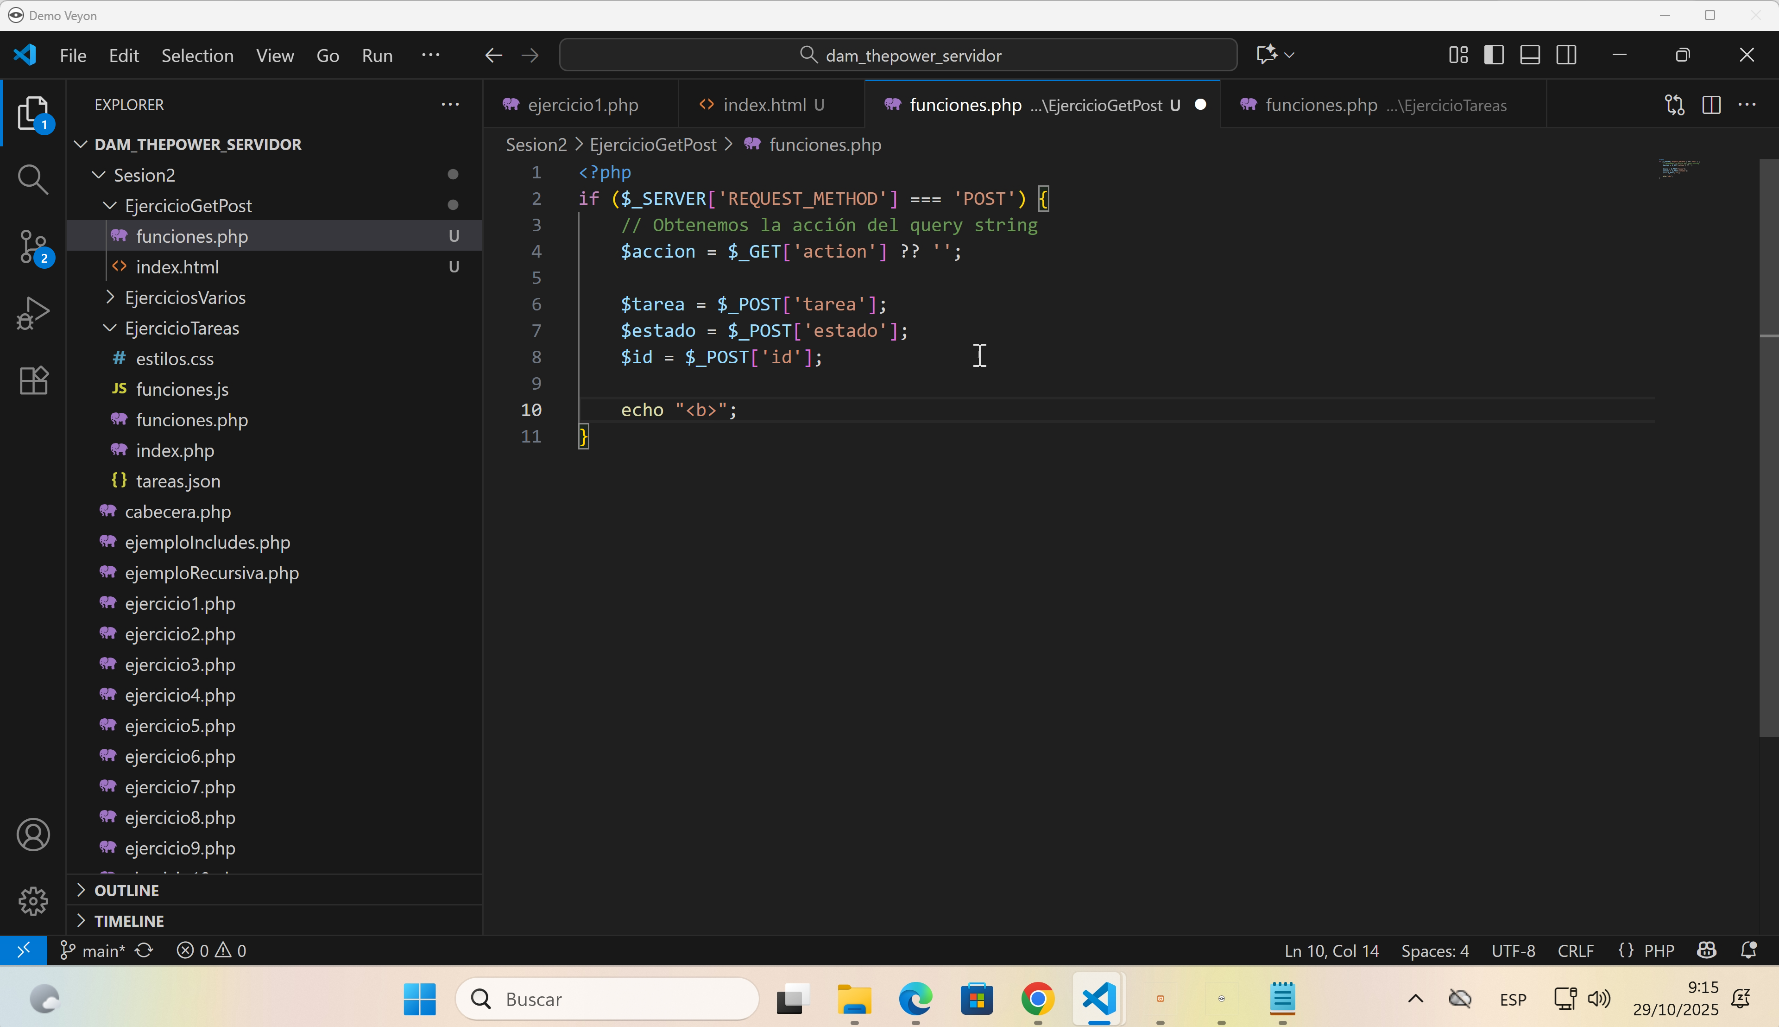 Demo Veyon
File Edit Selection View Go Run ···
dam_thepower_servidor
EXPLORER
ejercicio1.php
index.html U
funciones.php ...\EjercicioGetPost U
funciones.php ...\EjercicioTareas
Sesion2 > EjercicioGetPost > funciones.php
DAM_THEPOWER_SERVIDOR
Sesion2
EjercicioGetPost
funciones.php U
index.html U
EjerciciosVarios
EjercicioTareas
estilos.css
JS funciones.js
funciones.php
index.php
{} tareas.json
cabecera.php
ejemploIncludes.php
ejemploRecursiva.php
ejercicio1.php
ejercicio2.php
ejercicio3.php
ejercicio4.php
ejercicio5.php
ejercicio6.php
ejercicio7.php
ejercicio8.php
ejercicio9.php
OUTLINE
TIMELINE
1 <?php
2 if ($_SERVER['REQUEST_METHOD'] === 'POST') {
3 // Obtenemos la acción del query string
4 $accion = $_GET['action'] ?? '';
5
6 $tarea = $_POST['tarea'];
7 $estado = $_POST['estado'];
8 $id = $_POST['id'];
9
10 echo "<b>";
11 }
1
2
main* 0 0
Ln 10, Col 14 Spaces: 4 UTF-8 CRLF {} PHP
Buscar
ESP
9:15
29/10/2025